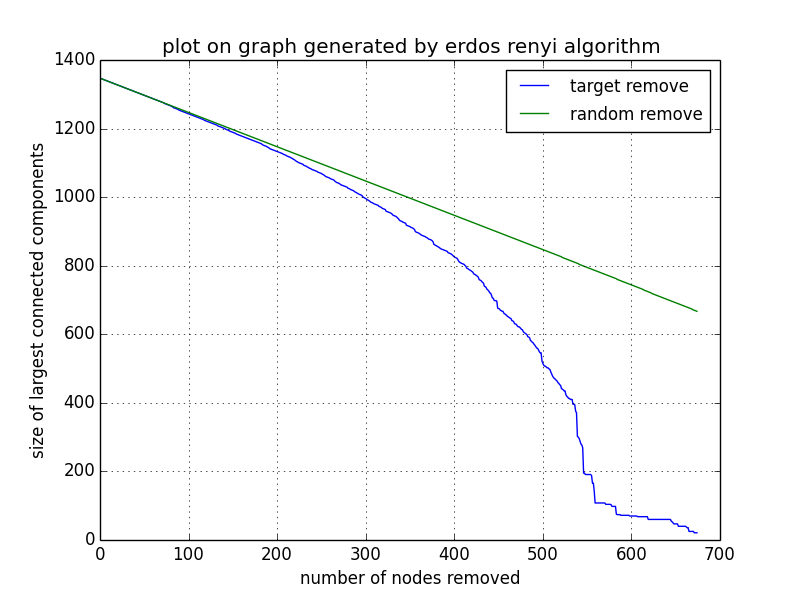 plot on graph generated by erdos renyi algorithm
1400
1200
1000
800
600
400
200
0
size of largest connected components
target remove
random remove
0 100 200 300 400 500 600 700
number of nodes removed